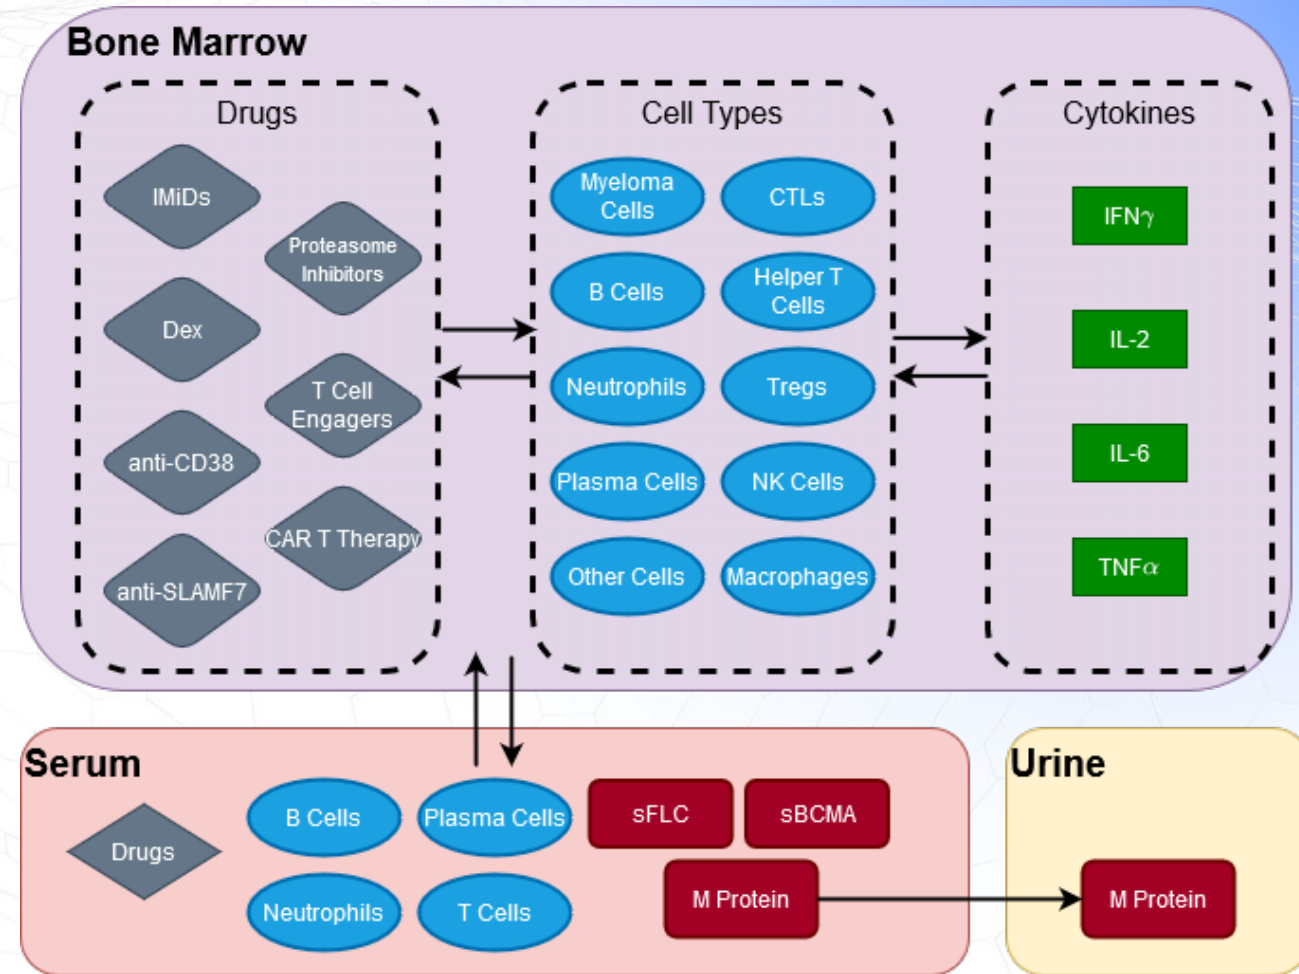 Bone Marrow
Drugs
IMiDs
Proteasome
Inhibitors
Dex
T Cell
Engagers
anti-CD38
CAR T Therapy
anti-SLAMF7
Cell Types
Myeloma
Cells
CTLs
B Cells
Helper T
Cells
Neutrophils
Tregs
Plasma Cells
NK Cells
Other Cells
Macrophages
Cytokines
IFNγ
IL-2
IL-6
TNFα
Serum
Drugs
B Cells
Plasma Cells
Neutrophils
T Cells
sFLC
sBCMA
M Protein
Urine
M Protein